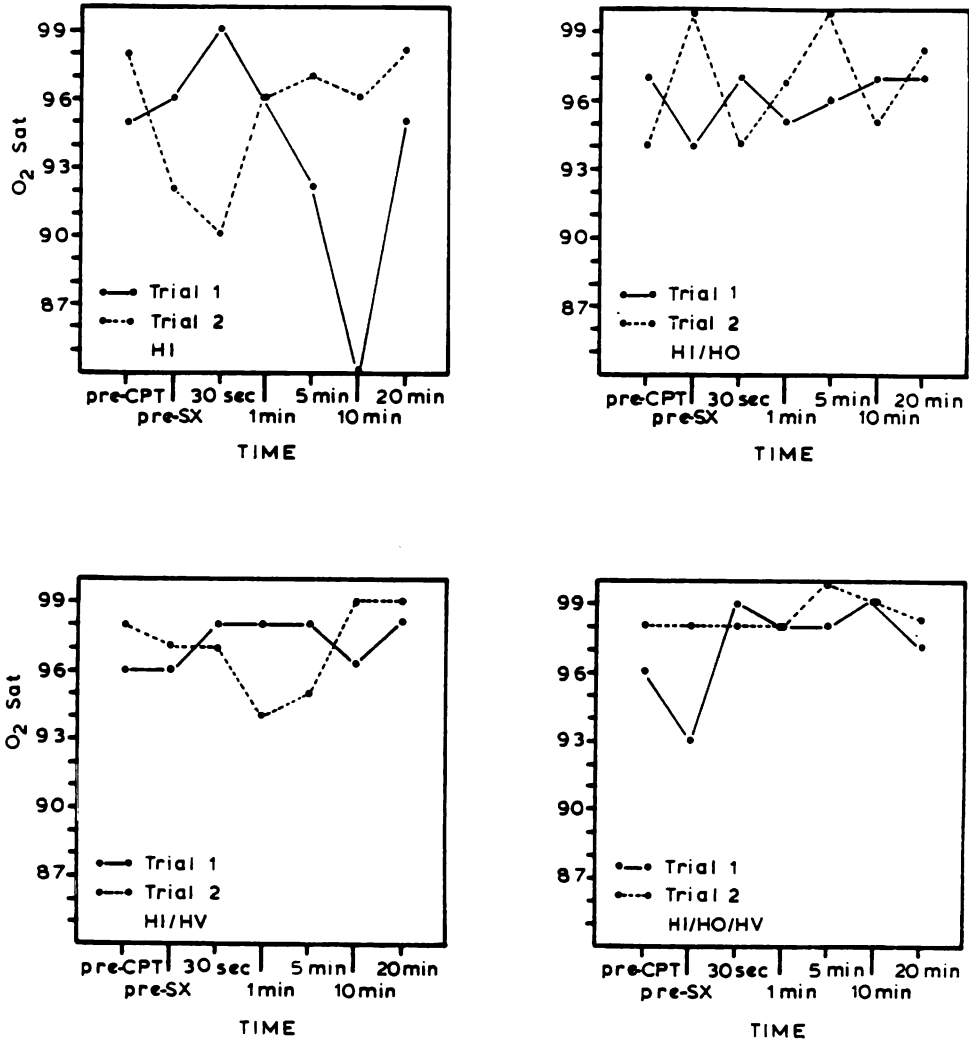 O2 Sat
99
96
93
90
87
Trial 1
Trial 2
HI
pre-CPT 30 sec 5 min 20 min
pre-SX 1 min 10 min
TIME
99
96
93
90
87
Trial 1
Trial 2
HI/HO
pre-CPT 30 sec 5 min 20 min
pre-SX 1 min 10 min
TIME
O2 Sat
99
96
93
90
87
Trial 1
Trial 2
HI/HV
pre-CPT 30 sec 5 min 20 min
pre-SX 1 min 10 min
TIME
99
96
93
90
87
Trial 1
Trial 2
HI/HO/HV
pre-CPT 30 sec 5 min 20 min
pre-SX 1 min 10 min
TIME